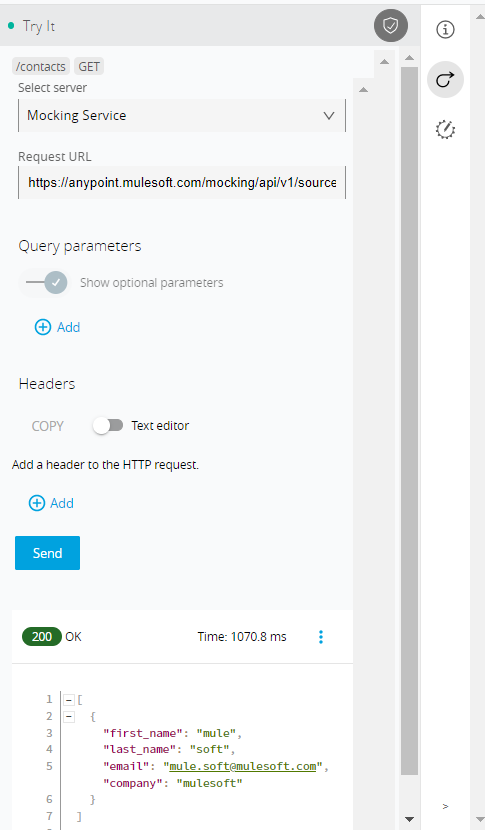 Try It
/contacts GET
Select server
Mocking Service
Request URL
https://anypoint.mulesoft.com/mocking/api/v1/source
Query parameters
Show optional parameters
Add
Headers
COPY Text editor
Add a header to the HTTP request.
Add
Send
200 OK Time: 1070.8 ms
1 [
2 {
3 "first_name": "mule",
4 "last_name": "soft",
5 "email": "mule.soft@mulesoft.com",
"company": "mulesoft"
6 }
7 ]
>